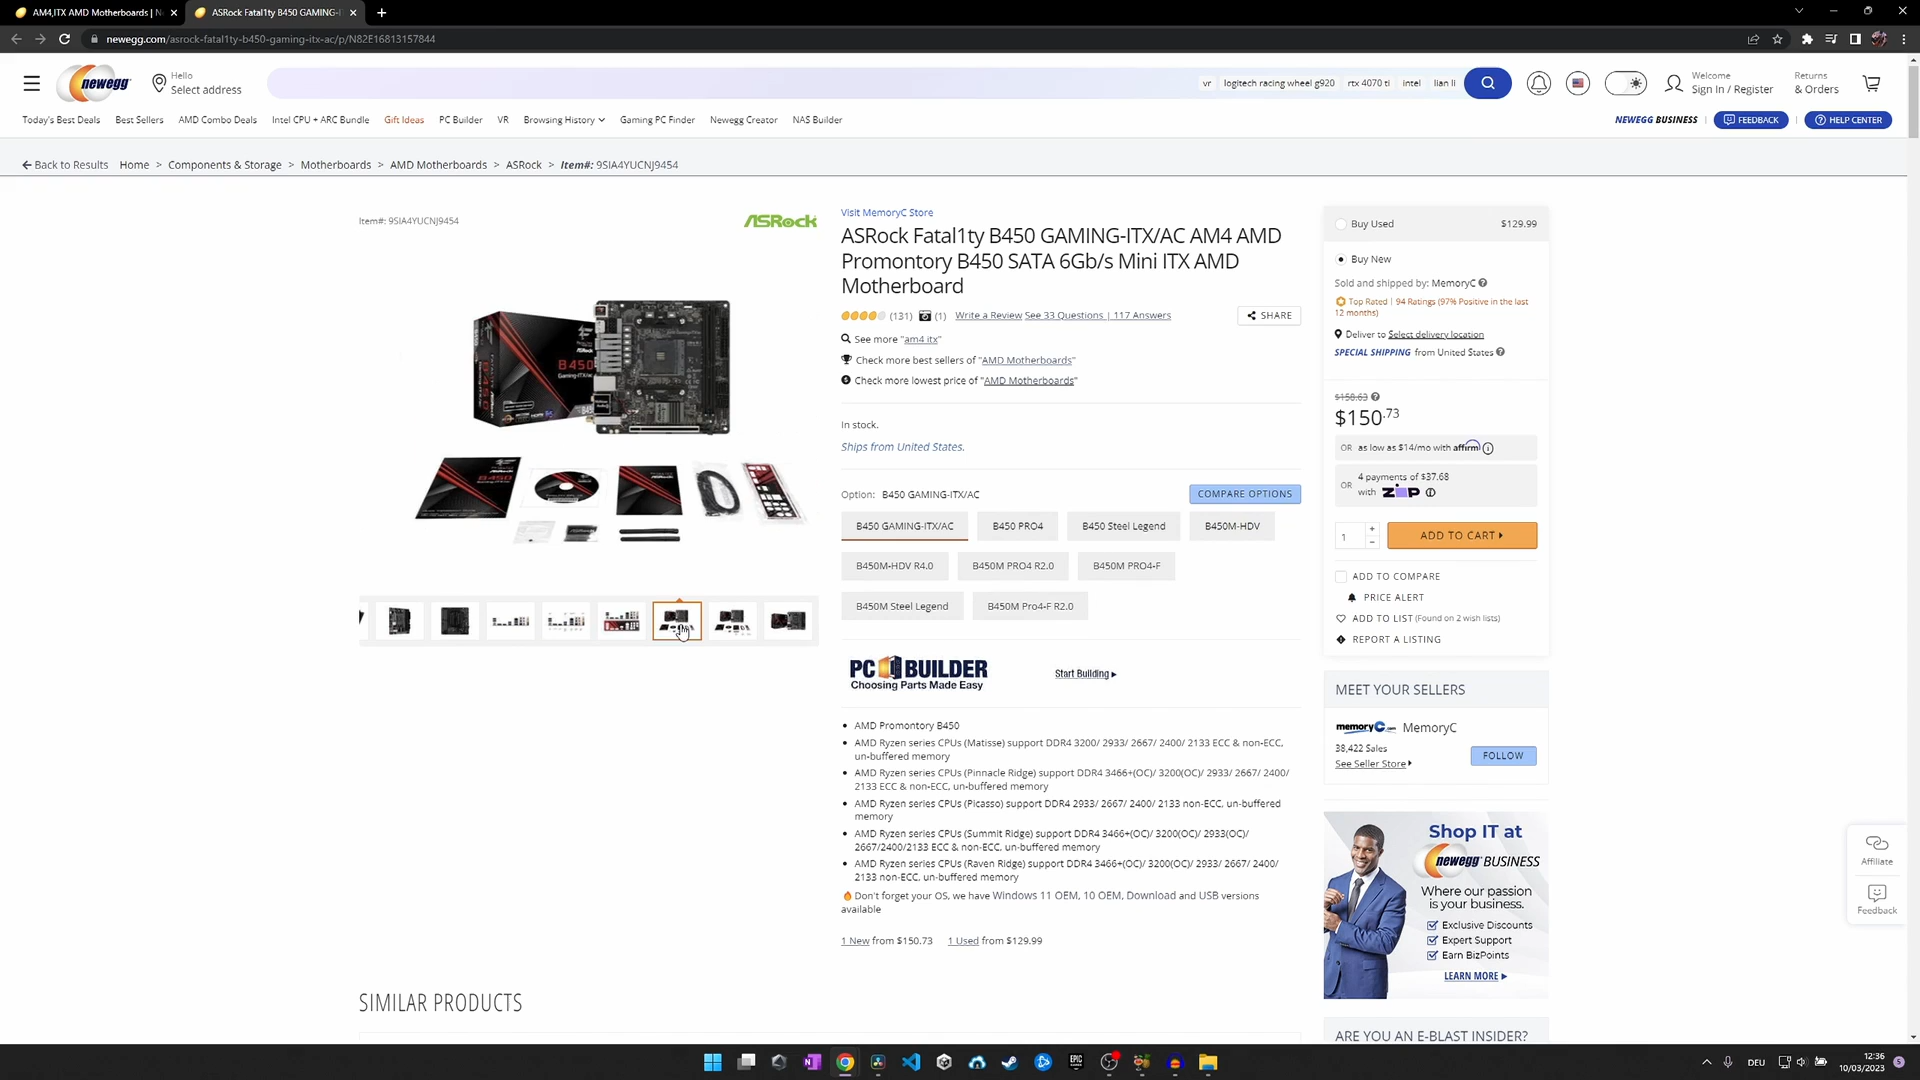 AM4,ITX AMD Motherboards | N
ASRock Fatal1ty B450 GAMING-I
newegg.com/asrock-fatal1ty-b450-gaming-itx-ac/p/N82E16813157844
newegg
Hello
Select address
vr
logitech racing wheel g920
rtx 4070 ti
intel
lian li
Welcome
Sign In / Register
Returns
& Orders
Today's Best Deals
Best Sellers
AMD Combo Deals
Intel CPU + ARC Bundle
Gift Ideas
PC Builder
VR
Browsing History
Gaming PC Finder
Newegg Creator
NAS Builder
NEWEGG BUSINESS
FEEDBACK
HELP CENTER
Back to Results
Home > Components & Storage > Motherboards > AMD Motherboards > ASRock > Item#: 9SIA4YUCNJ9454
Item#: 9SIA4YUCNJ9454
ASRock
Visit MemoryC Store
ASRock Fatal1ty B450 GAMING-ITX/AC AM4 AMD
Promontory B450 SATA 6Gb/s Mini ITX AMD
Motherboard
(131) (1) Write a Review See 33 Questions | 117 Answers
SHARE
See more "am4 itx"
Check more best sellers of "AMD Motherboards"
Check more lowest price of "AMD Motherboards"
In stock.
Ships from United States.
Option: B450 GAMING-ITX/AC
COMPARE OPTIONS
B450 GAMING-ITX/AC
B450 PRO4
B450 Steel Legend
B450M-HDV
B450M-HDV R4.0
B450M PRO4 R2.0
B450M PRO4-F
B450M Steel Legend
B450M Pro4-F R2.0
PC BUILDER
Choosing Parts Made Easy
Start Building
AMD Promontory B450
AMD Ryzen series CPUs (Matisse) support DDR4 3200/ 2933/ 2667/ 2400/ 2133 ECC & non-ECC,
un-buffered memory
AMD Ryzen series CPUs (Pinnacle Ridge) support DDR4 3466+(OC)/ 3200(OC)/ 2933/ 2667/ 2400/
2133 ECC & non-ECC, un-buffered memory
AMD Ryzen series CPUs (Picasso) support DDR4 2933/ 2667/ 2400/ 2133 non-ECC, un-buffered
memory
AMD Ryzen series CPUs (Summit Ridge) support DDR4 3466+(OC)/ 3200(OC)/ 2933(OC)/
2667/2400/2133 ECC & non-ECC, un-buffered memory
AMD Ryzen series CPUs (Raven Ridge) support DDR4 3466+(OC)/ 3200(OC)/ 2933/ 2667/ 2400/
2133 non-ECC, un-buffered memory
Don't forget your OS, we have Windows 11 OEM, 10 OEM, Download and USB versions
available
1 New from $150.73 1 Used from $129.99
SIMILAR PRODUCTS
B450
B450
Buy Used $129.99
Buy New
Sold and shipped by: MemoryC
Top Rated | 94 Ratings (97% Positive in the last
12 months)
Deliver to Select delivery location
SPECIAL SHIPPING from United States
$158.63
$150.73
OR as low as $14/mo with affirm
OR 4 payments of $37.68
with ZIP
1
ADD TO CART
ADD TO COMPARE
PRICE ALERT
ADD TO LIST (Found on 2 wish lists)
REPORT A LISTING
MEET YOUR SELLERS
memoryC.com MemoryC
38,422 Sales
See Seller Store
FOLLOW
Shop IT at
newegg BUSINESS
Where our passion
is your business.
Exclusive Discounts
Expert Support
Earn BizPoints
LEARN MORE
ARE YOU AN E-BLAST INSIDER?
Affiliate
Feedback
EPIC
DEU
12:36
10/03/2023
5